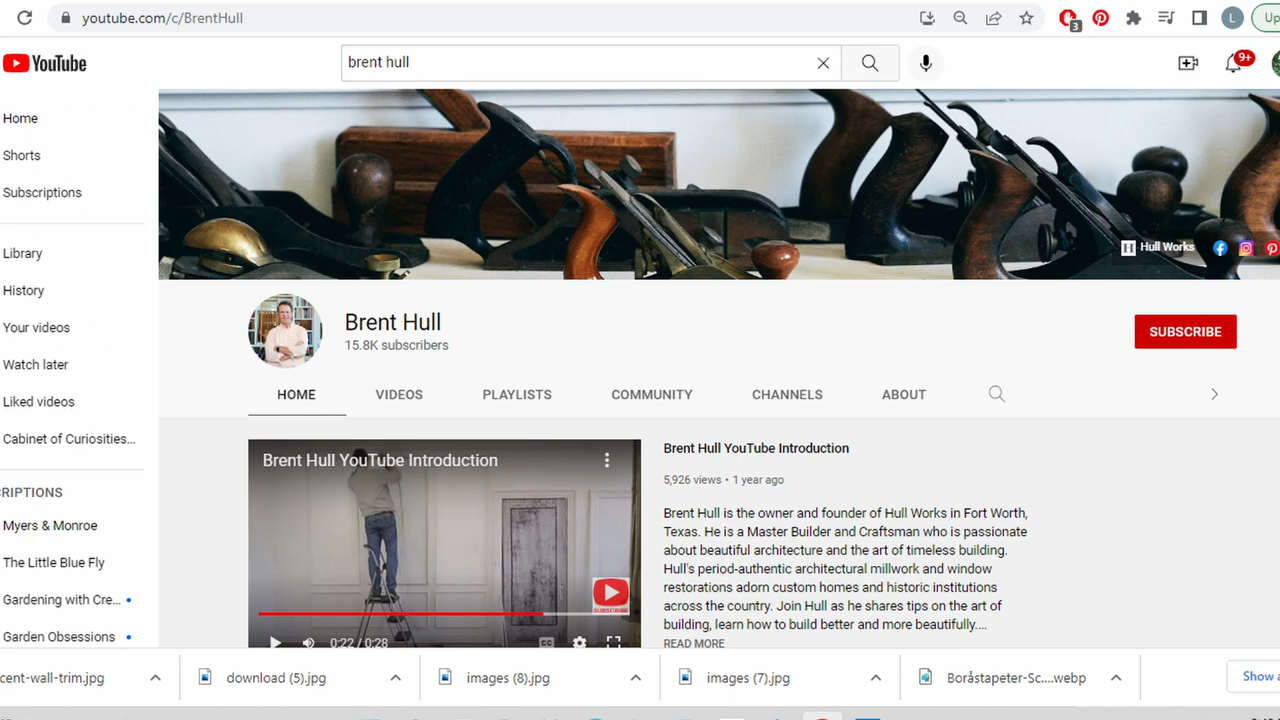 youtube.com/c/BrentHull
3
L
Up
YouTube
brent hull
9+
Home
Shorts
Subscriptions
Library
History
Your videos
Watch later
Liked videos
Cabinet of Curiosities...
CRIPTIONS
Myers & Monroe
The Little Blue Fly
Gardening with Cre...
Garden Obsessions
H Hull Works
Brent Hull
15.8K subscribers
SUBSCRIBE
HOME
VIDEOS
PLAYLISTS
COMMUNITY
CHANNELS
ABOUT
Brent Hull YouTube Introduction
SUBSCRIBE
0:22 / 0:28
CC
Brent Hull YouTube Introduction
5,926 views • 1 year ago
Brent Hull is the owner and founder of Hull Works in Fort Worth,
Texas. He is a Master Builder and Craftsman who is passionate
about beautiful architecture and the art of timeless building.
Hull's period-authentic architectural millwork and window
restorations adorn custom homes and historic institutions
across the country. Join Hull as he shares tips on the art of
building, learn how to build better and more beautifully....
READ MORE
cent-wall-trim.jpg
download (5).jpg
images (8).jpg
images (7).jpg
Boråstapeter-Sc....webp
Show a